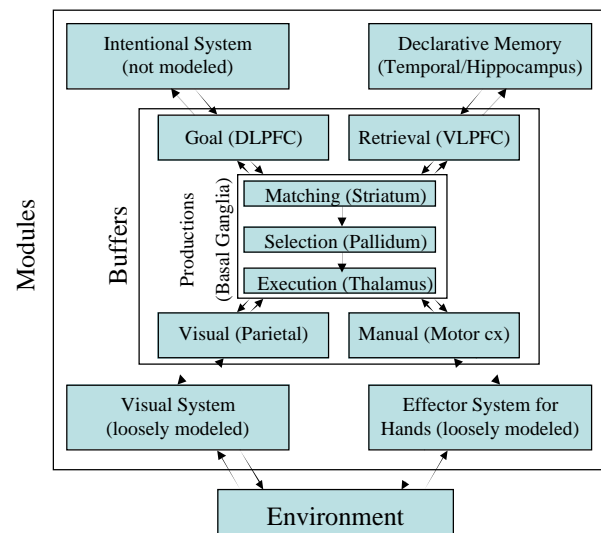 Intentional System
(not modeled)
Declarative Memory
(Temporal/Hippocampus)
Goal (DLPFC)
Retrieval (VLPFC)
Modules
Buffers
Productions
(Basal Ganglia)
Matching (Striatum)
Selection (Pallidum)
Execution (Thalamus)
Visual (Parietal)
Manual (Motor cx)
Visual System
(loosely modeled)
Effector System for
Hands (loosely modeled)
Environment